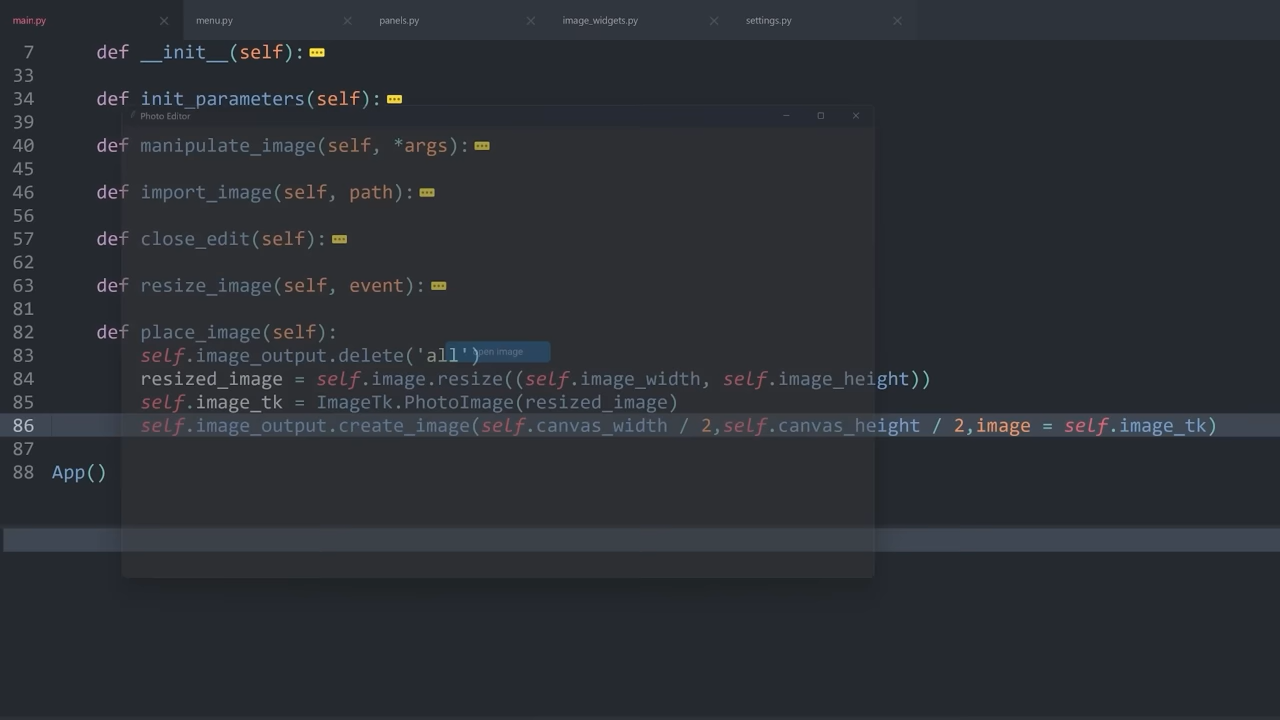 main.py menu.py panels.py image_widgets.py settings.py
7 def __init__(self):
33
34 def init_parameters(self):
39
Photo Editor
40 def manipulate_image(self, *args):
45
46 def import_image(self, path):
56
57 def close_edit(self):
62
63 def resize_image(self, event):
81
82 def place_image(self):
83 self.image_output.delete('all')
open image
84 resized_image = self.image.resize((self.image_width, self.image_height))
85 self.image_tk = ImageTk.PhotoImage(resized_image)
86 self.image_output.create_image(self.canvas_width / 2,self.canvas_height / 2,image = self.image_tk)
87
88 App()